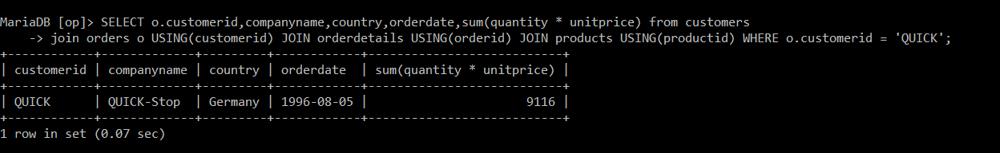 MariaDB [op]> SELECT o.customerid,companyname,country,orderdate,sum(quantity * unitprice) from customers
    -> join orders o USING(customerid) JOIN orderdetails USING(orderid) JOIN products USING(productid) WHERE o.customerid = 'QUICK';
+------------+-------------+---------+------------+--------------------------+
| customerid | companyname | country | orderdate  | sum(quantity * unitprice) |
+------------+-------------+---------+------------+--------------------------+
| QUICK      | QUICK-Stop  | Germany | 1996-08-05 |                     9116 |
+------------+-------------+---------+------------+--------------------------+
1 row in set (0.07 sec)